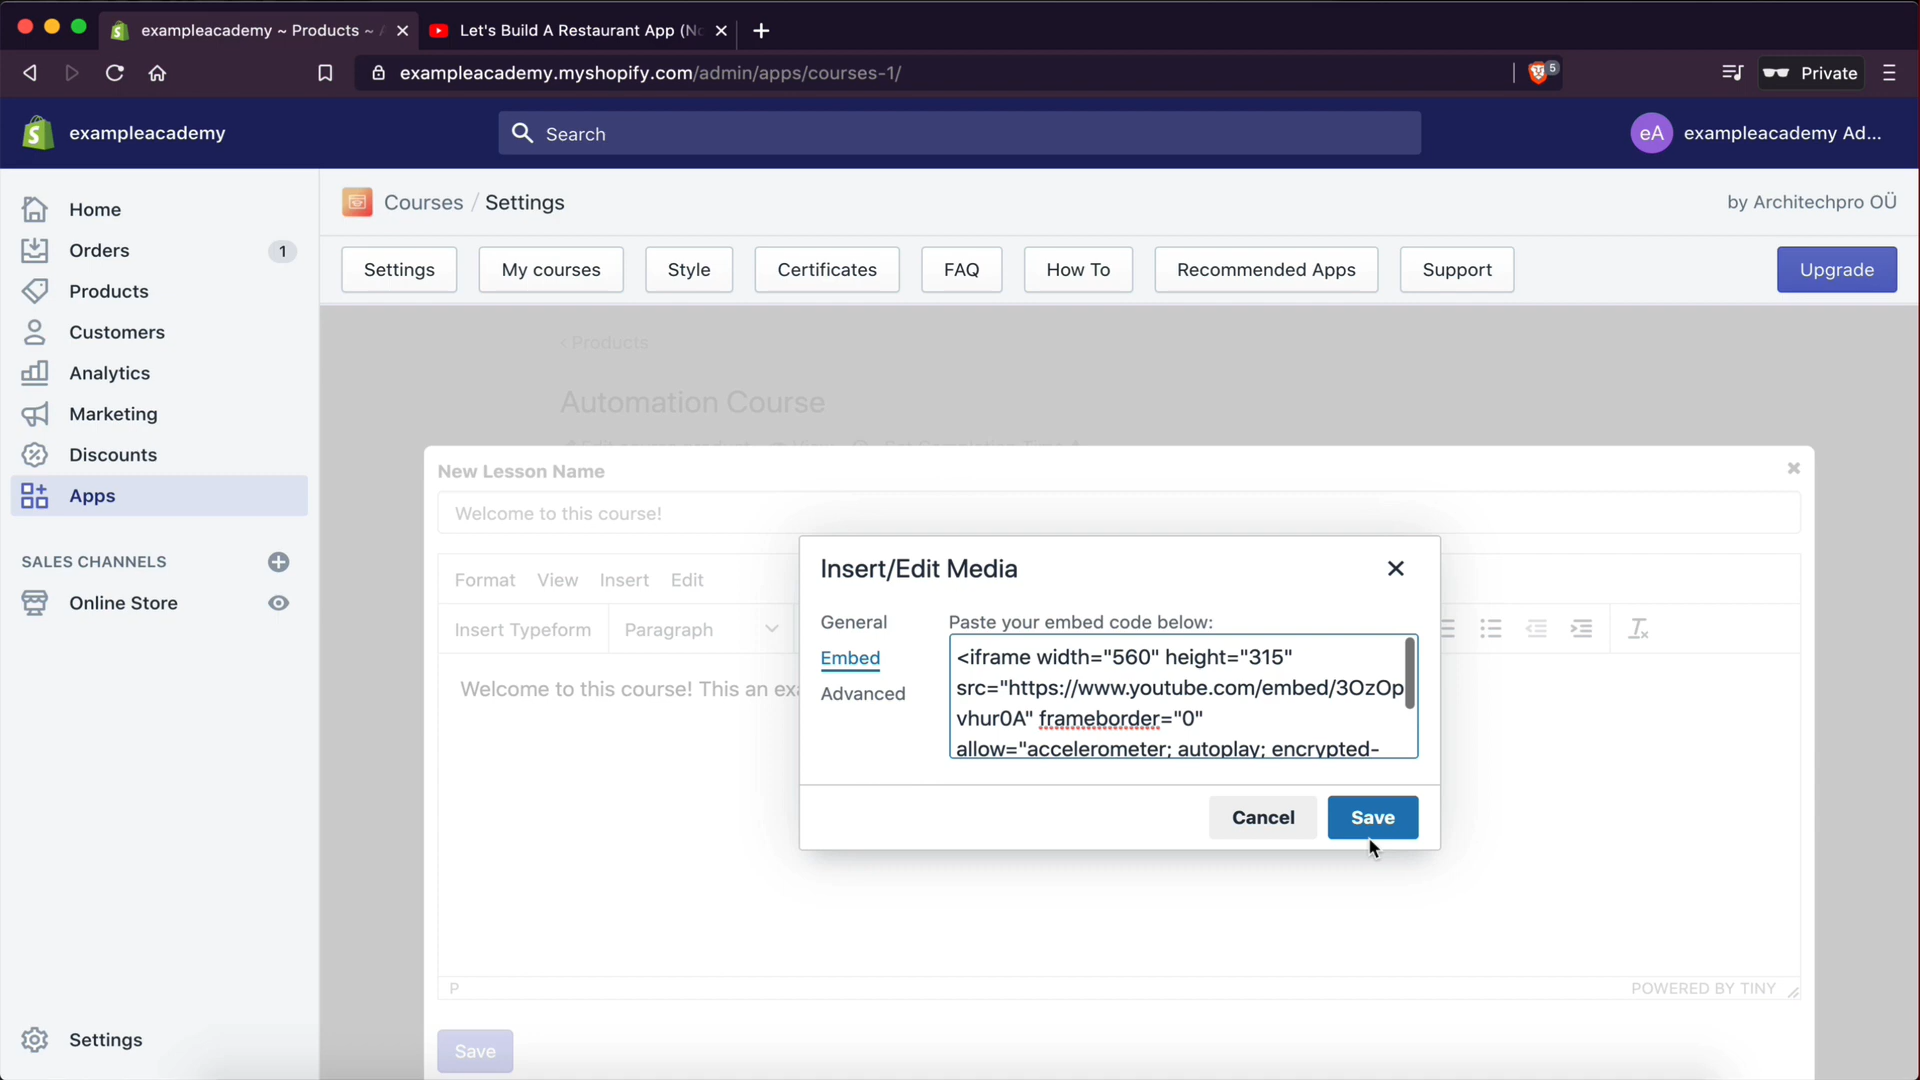 exampleacademy ~ Products ~
Let's Build A Restaurant App (No
exampleacademy.myshopify.com/admin/apps/courses-1/
5
Private
exampleacademy
Search
eA
exampleacademy Ad...
Home
Orders
1
Products
Customers
Analytics
Marketing
Discounts
Apps
SALES CHANNELS
Online Store
Settings
Courses / Settings
by Architechpro OÜ
Settings
My courses
Style
Certificates
FAQ
How To
Recommended Apps
Support
Upgrade
‹ Products
Automation Course
New Lesson Name
Welcome to this course!
Format View Insert Edit
Insert Typeform
Paragraph
Welcome to this course! This an exa
Insert/Edit Media
General
Embed
Advanced
Paste your embed code below:
<iframe width="560" height="315"
src="https://www.youtube.com/embed/3OzOp
vhur0A" frameborder="0"
allow="accelerometer; autoplay; encrypted-
Cancel
Save
P
POWERED BY TINY
Save